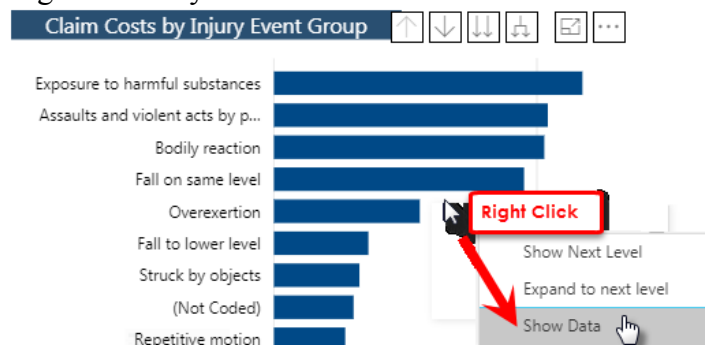 Claim Costs by Injury Event Group
Exposure to harmful substances
Assaults and violent acts by p...
Bodily reaction
Fall on same level
Overexertion
Right Click
Fall to lower level
Show Next Level
Struck by objects
Expand to next level
(Not Coded)
Show Data
Repetitive motion